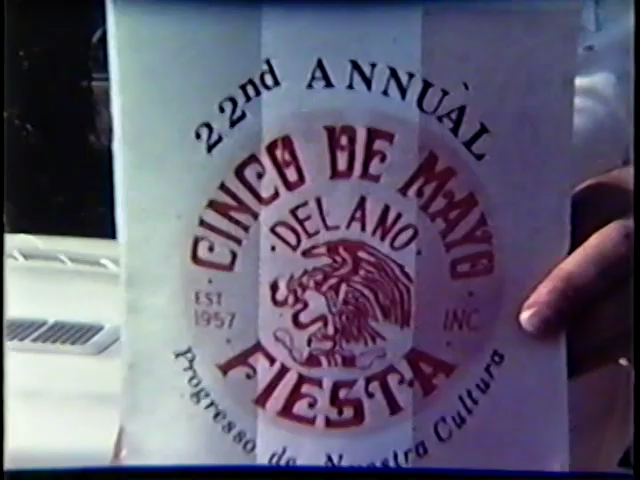 22nd ANNUAL
CINCO DE MAYO
DELANO
EST
1957
INC.
FIESTA
Progresso de Nuestra Cultura